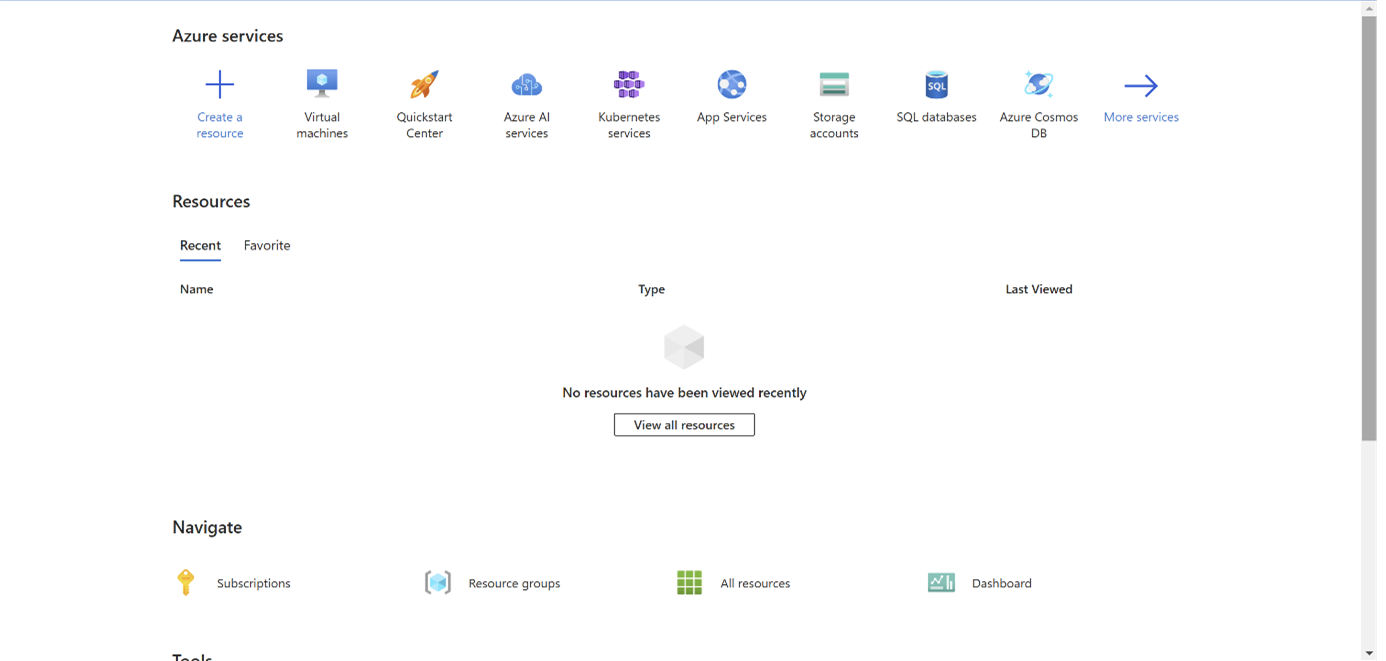 Azure services
Create a resource
Virtual machines
Quickstart Center
Azure AI services
Kubernetes services
App Services
Storage accounts
SQL
SQL databases
Azure Cosmos DB
More services
Resources
Recent Favorite
Name Type Last Viewed
No resources have been viewed recently
View all resources
Navigate
Subscriptions Resource groups All resources Dashboard
Tools